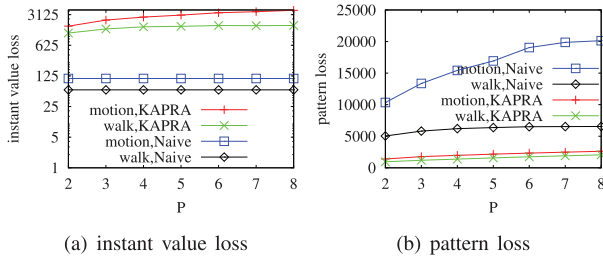 3125
625
125
25
5
1
instant value loss
motion,KAPRA
walk,KAPRA
motion,Naive
walk,Naive
2 3 4 5 6 7 8
P
(a) instant value loss
25000
20000
15000
10000
5000
0
pattern loss
motion,Naive
walk,Naive
motion,KAPRA
walk,KAPRA
2 3 4 5 6 7 8
P
(b) pattern loss